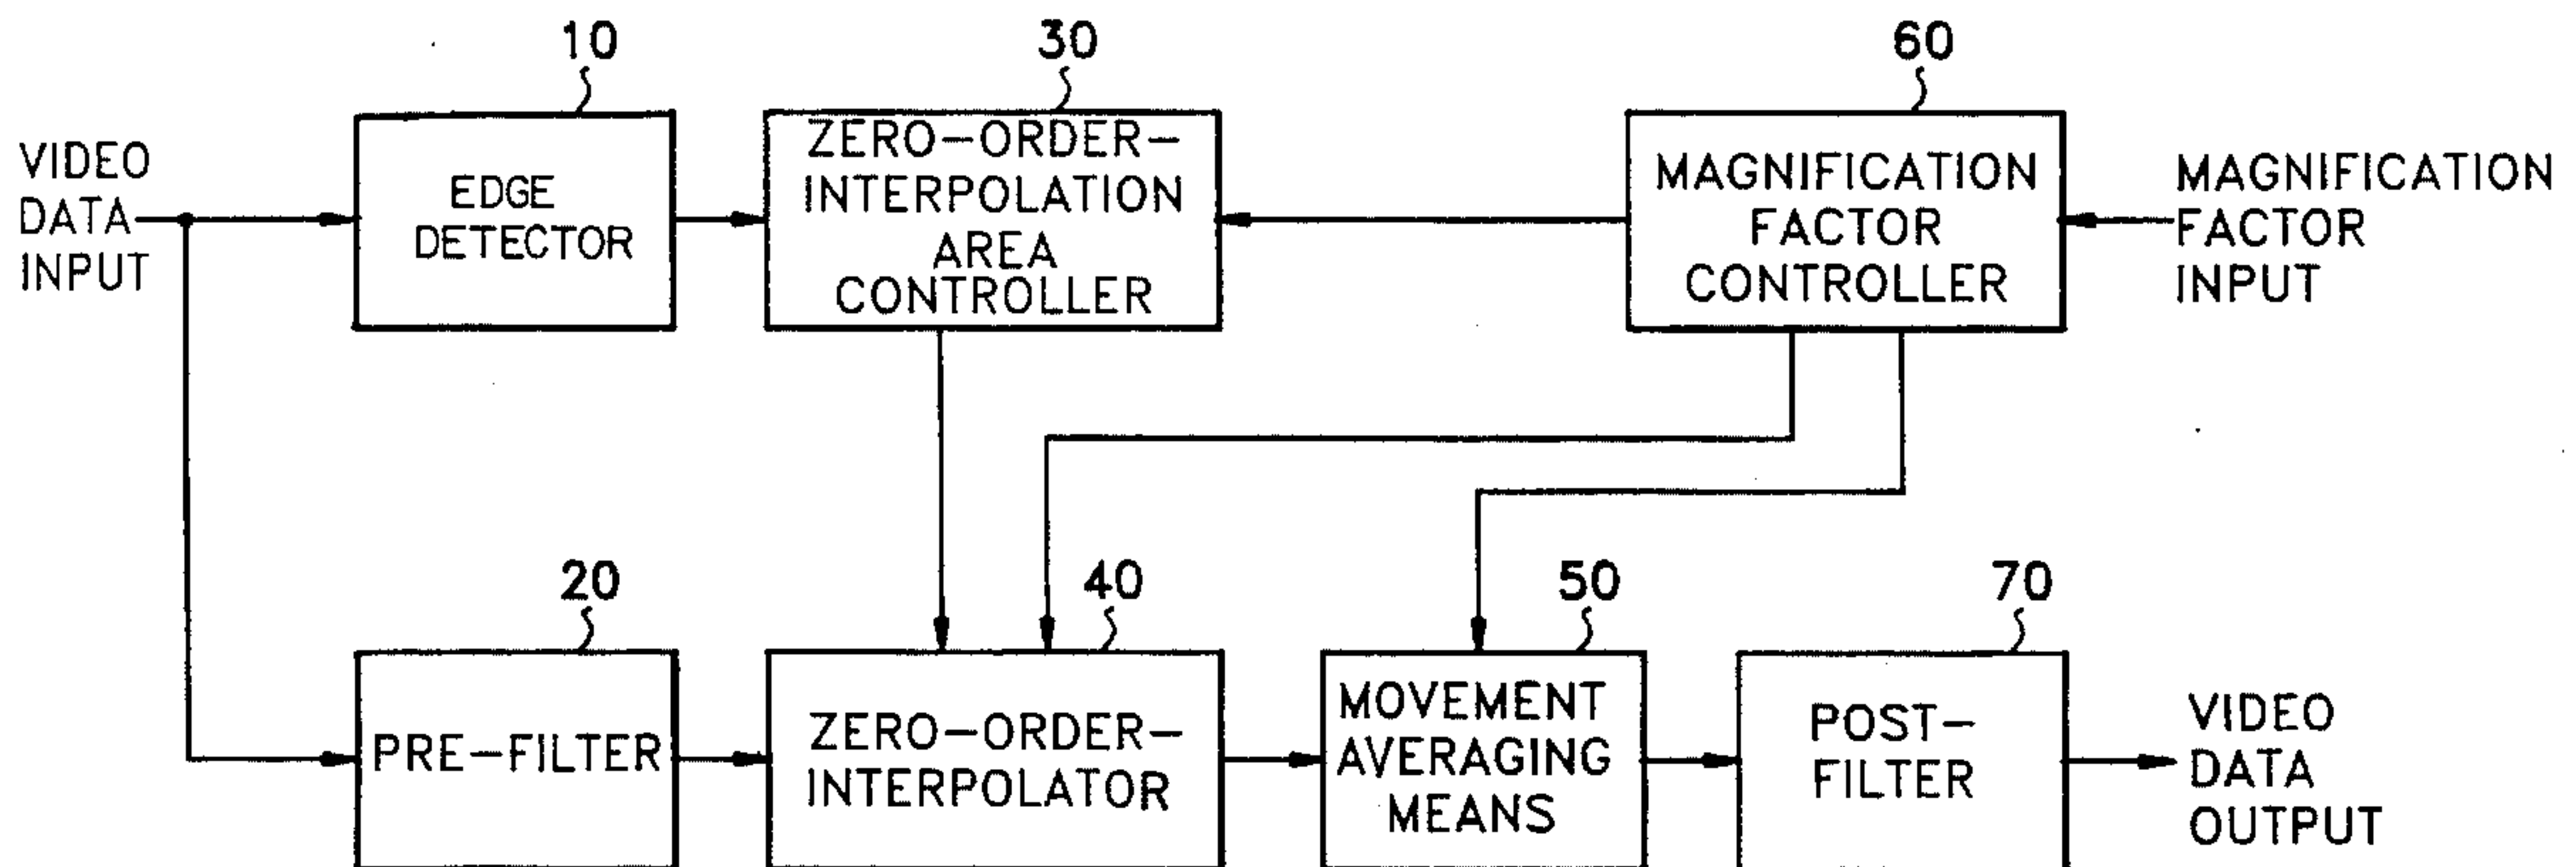 10
30
60
VIDEO
DATA
INPUT
EDGE
DETECTOR
ZERO-ORDER-
INTERPOLATION
AREA
CONTROLLER
MAGNIFICATION
FACTOR
CONTROLLER
MAGNIFICATION
FACTOR
INPUT
20
40
50
70
PRE-FILTER
ZERO-ORDER-
INTERPOLATOR
MOVEMENT
AVERAGING
MEANS
POST-
FILTER
VIDEO
DATA
OUTPUT